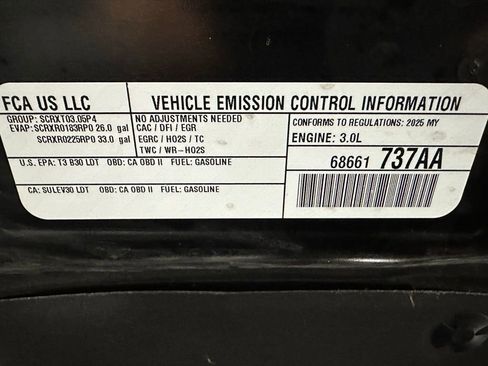 FCA US LLC
VEHICLE EMISSION CONTROL INFORMATION
GROUP: SCRXT03.05P4
EVAP: SCRXR0183RP0 26.0 gal
SCRXR0225RP0 33.0 gal
NO ADJUSTMENTS NEEDED
CAC / DFI / EGR
EGRC / HO2S / TC
TWC / WR-HO2S
CONFORMS TO REGULATIONS: 2025 MY
ENGINE: 3.0L
U.S. EPA: T3 B30 LDT OBD: CA OBD II FUEL: GASOLINE
CA: SULEV30 LDT OBD: CA OBD II FUEL: GASOLINE
68661 737AA